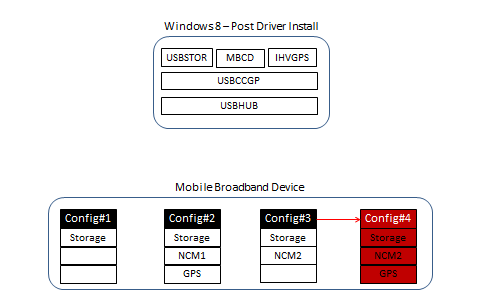 Windows 8 – Post Driver Install
USBSTOR MBCD IHVGPS
USBCCGP
USBHUB
Mobile Broadband Device
Config#1 Config#2 Config#3 Config#4
Storage Storage Storage Storage
NCM1 NCM2 NCM2
GPS GPS